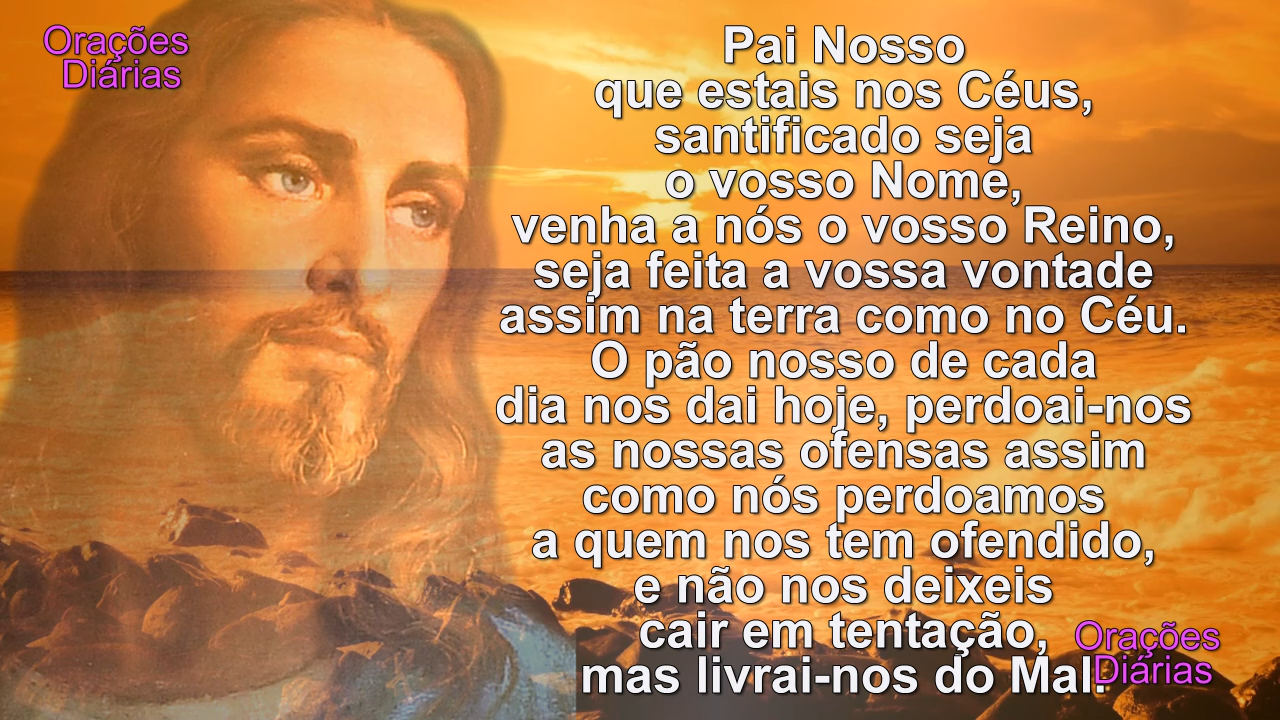 Orações
Diárias
Pai Nosso
que estais nos Céus,
santificado seja
o vosso Nome,
venha a nós o vosso Reino,
seja feita a vossa vontade
assim na terra como no Céu.
O pão nosso de cada
dia nos dai hoje, perdoai-nos
as nossas ofensas assim
como nós perdoamos
a quem nos tem ofendido,
e não nos deixeis
cair em tentação,
mas livrai-nos do Mal.
Orações
Diárias